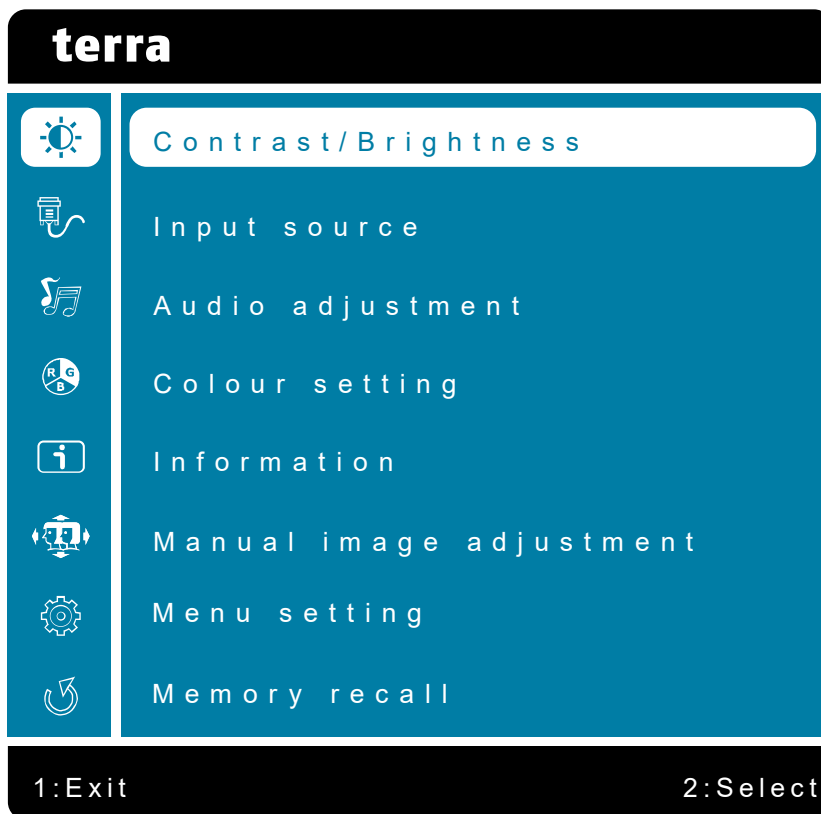 terra
Contrast/Brightness
Input source
Audio adjustment
R G
B
Colour setting
i
Information
Manual image adjustment
Menu setting
Memory recall
1:Exit 2:Select